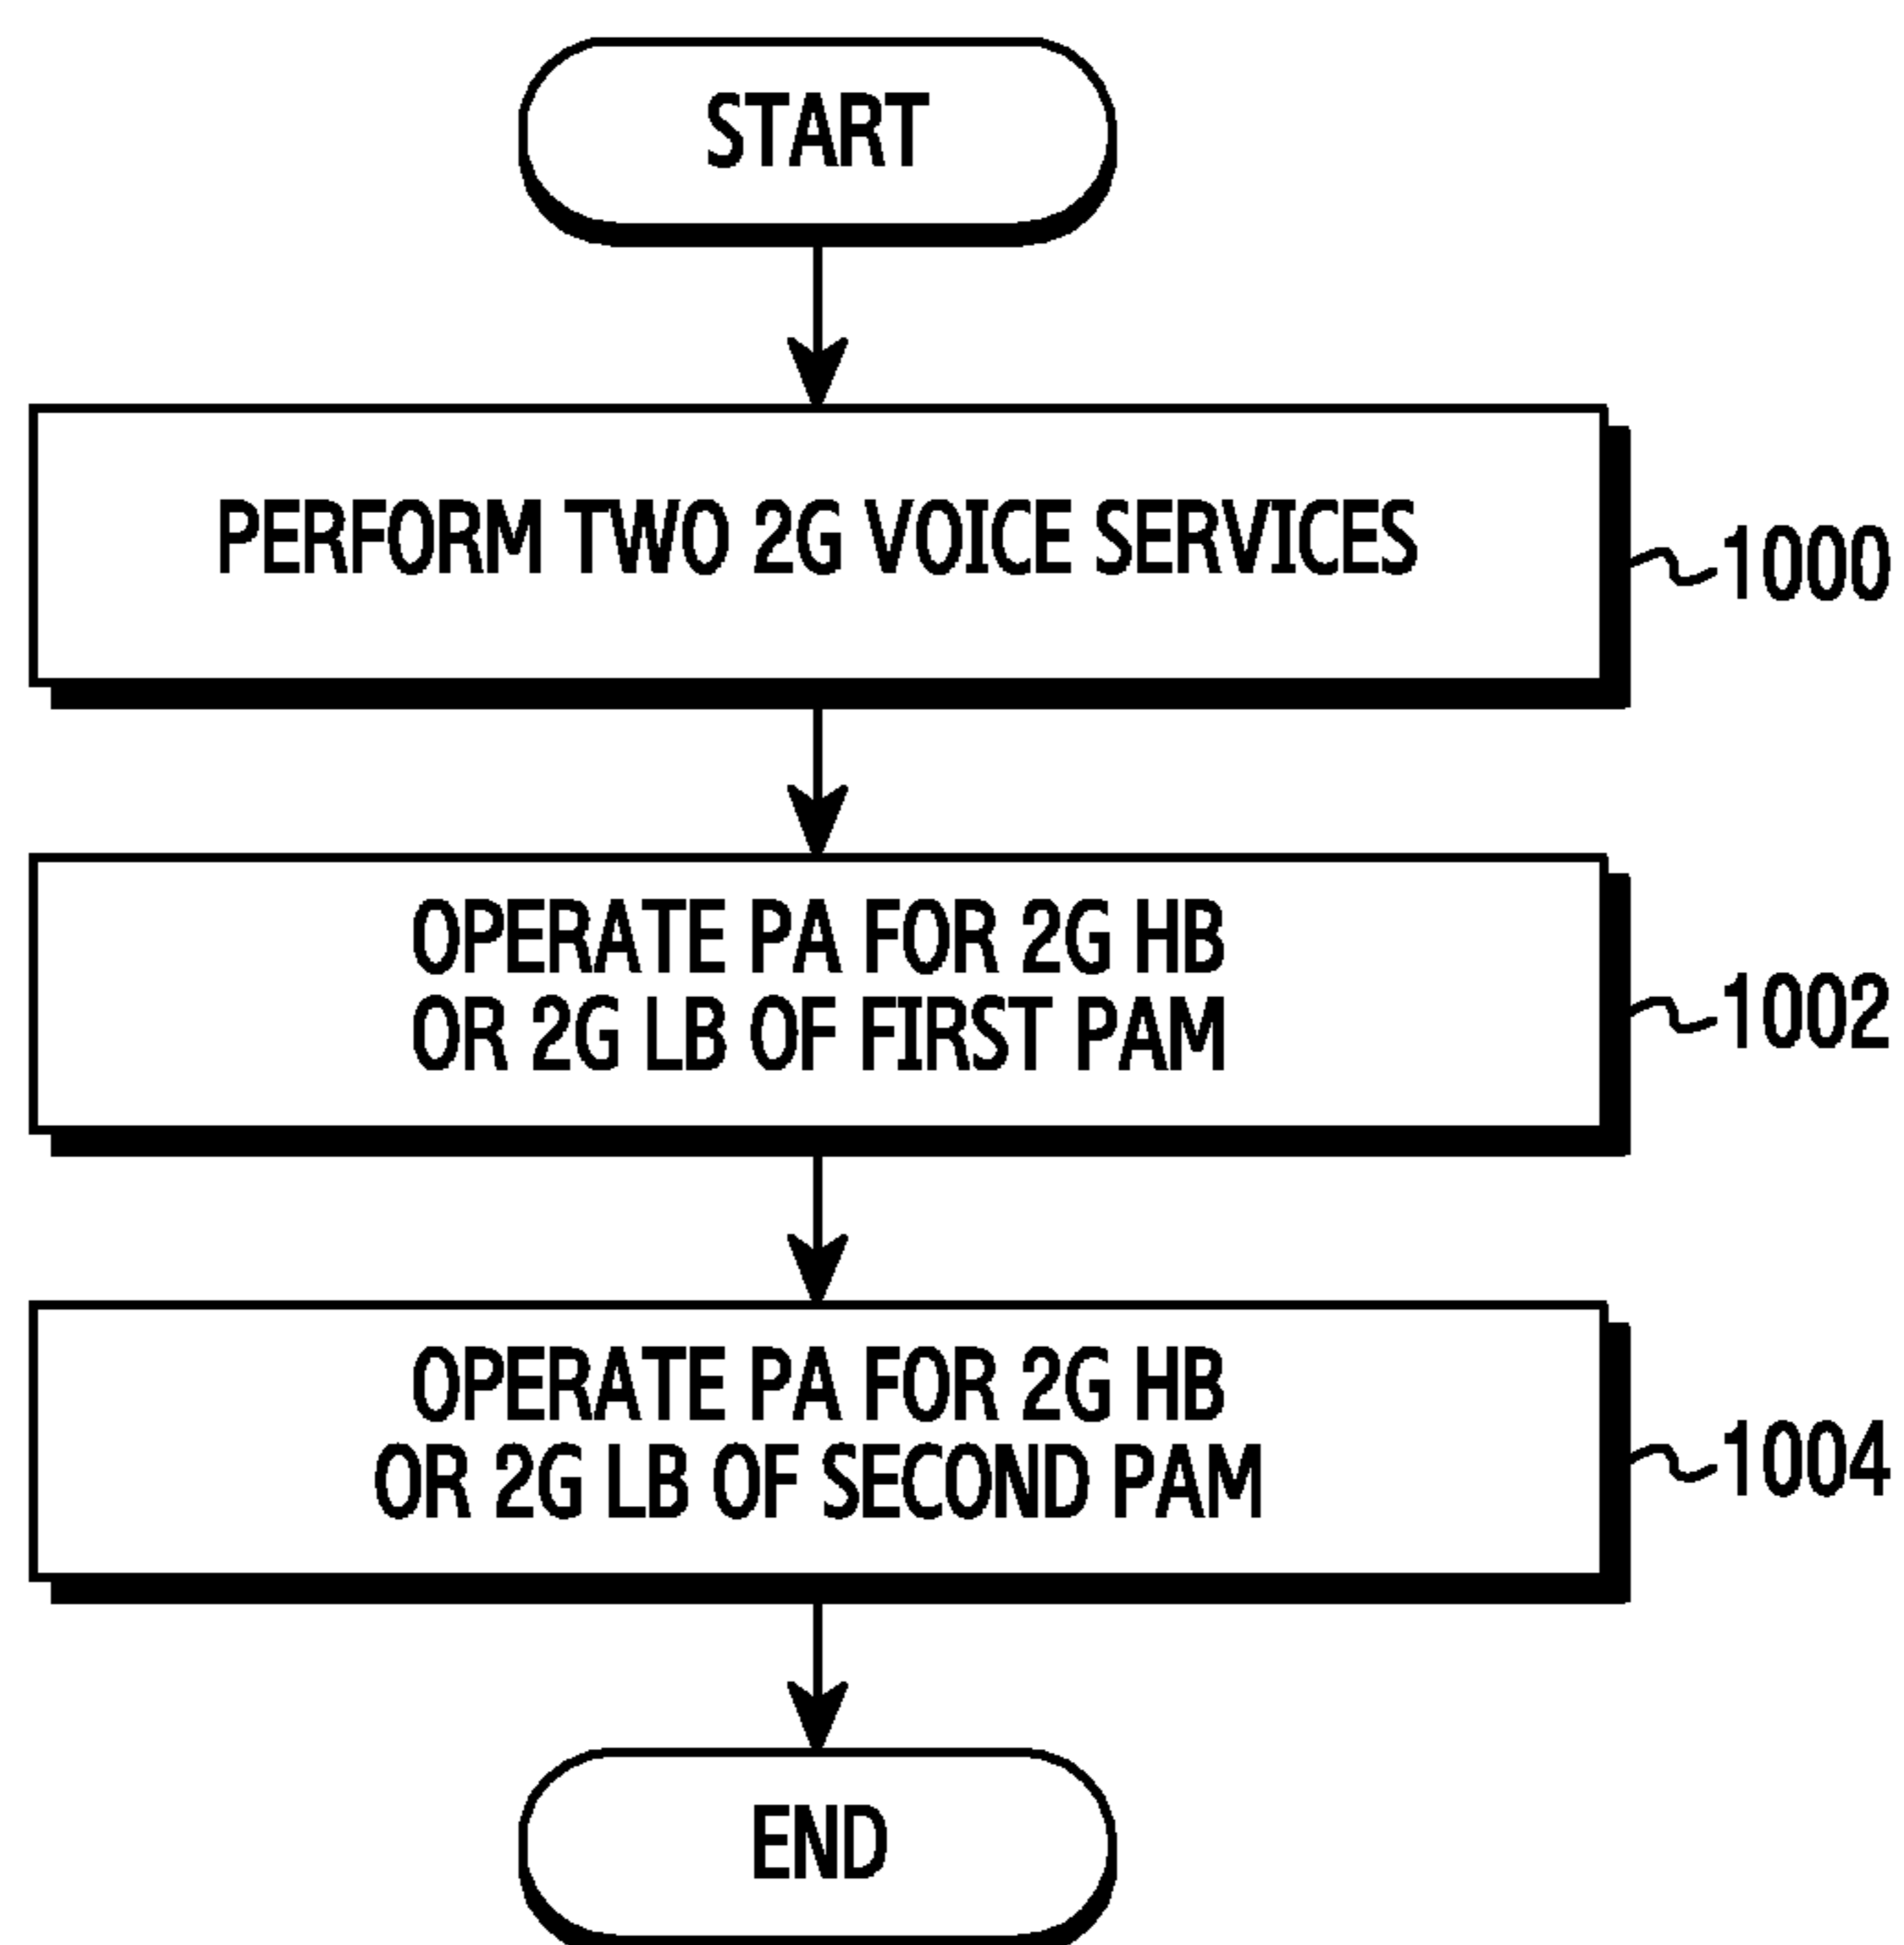 START
PERFORM TWO 2G VOICE SERVICES
1000
OPERATE PA FOR 2G HB
OR 2G LB OF FIRST PAM
1002
OPERATE PA FOR 2G HB
OR 2G LB OF SECOND PAM
1004
END